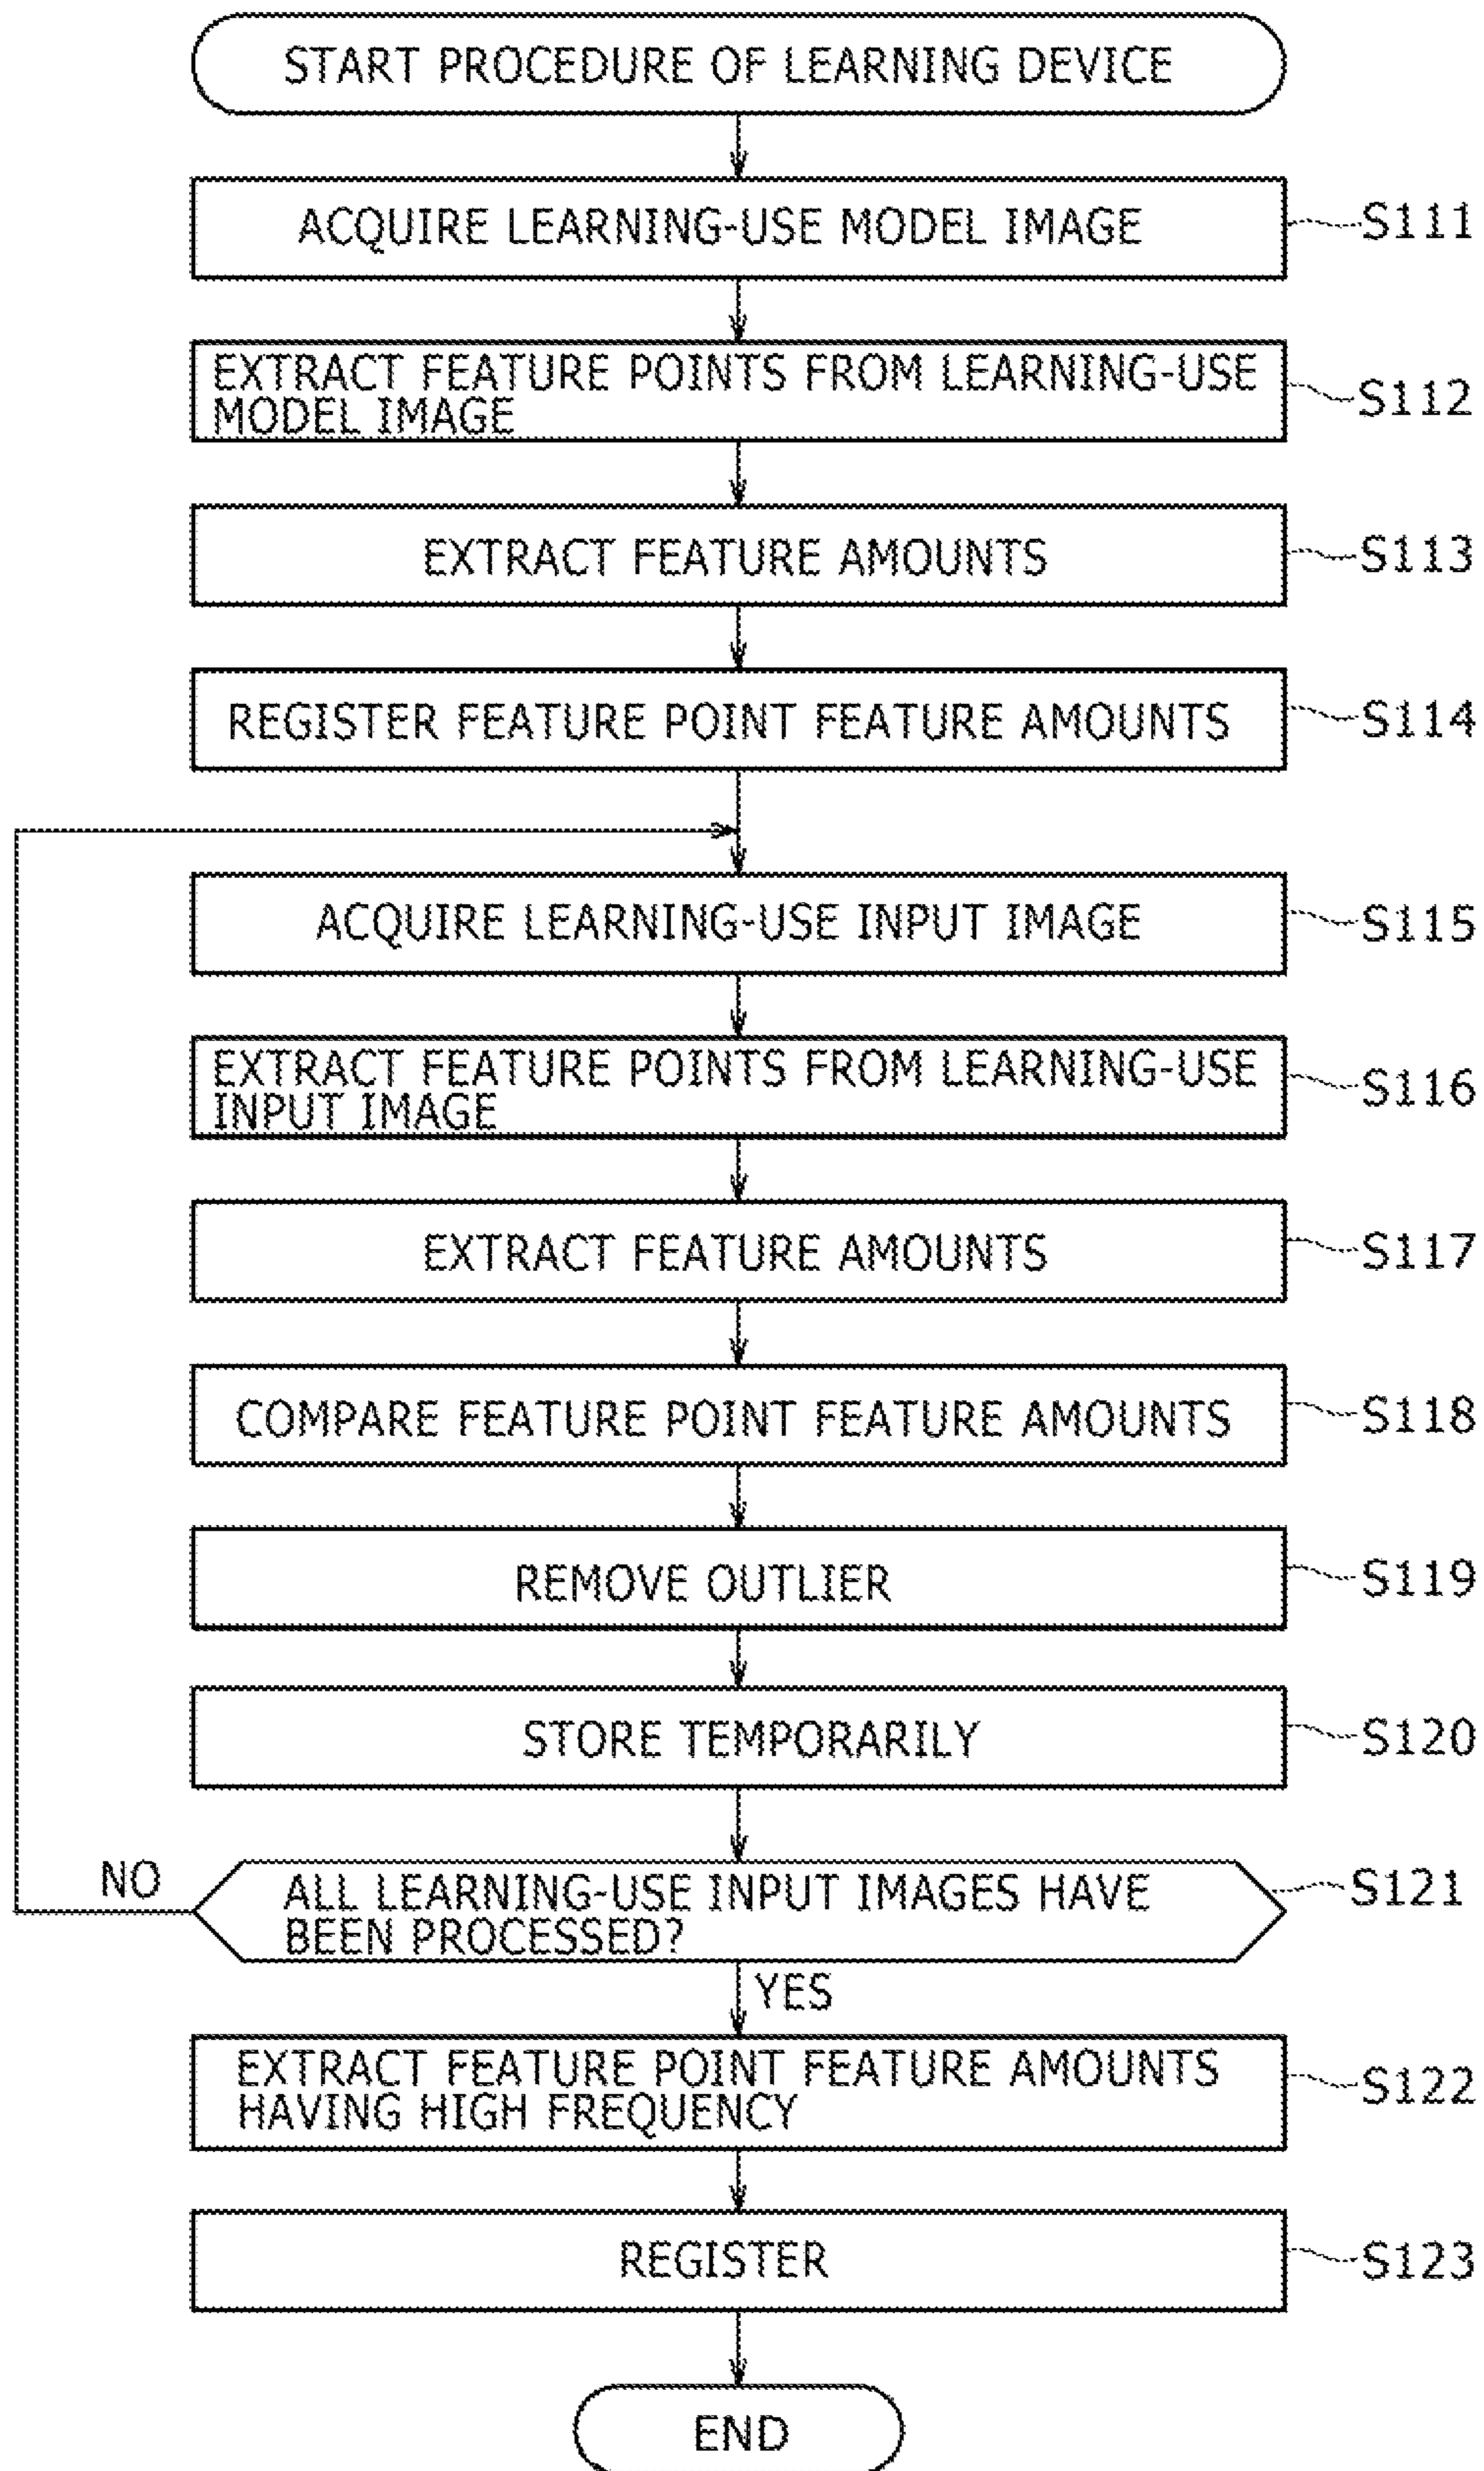 START PROCEDURE OF LEARNING DEVICE
ACQUIRE LEARNING-USE MODEL IMAGE
S111
EXTRACT FEATURE POINTS FROM LEARNING-USE
MODEL IMAGE
S112
EXTRACT FEATURE AMOUNTS
S113
REGISTER FEATURE POINT FEATURE AMOUNTS
S114
ACQUIRE LEARNING-USE INPUT IMAGE
S115
EXTRACT FEATURE POINTS FROM LEARNING-USE
INPUT IMAGE
S116
EXTRACT FEATURE AMOUNTS
S117
COMPARE FEATURE POINT FEATURE AMOUNTS
S118
REMOVE OUTLIER
S119
STORE TEMPORARILY
S120
NO
ALL LEARNING-USE INPUT IMAGES HAVE
BEEN PROCESSED?
S121
YES
EXTRACT FEATURE POINT FEATURE AMOUNTS
HAVING HIGH FREQUENCY
S122
REGISTER
S123
END